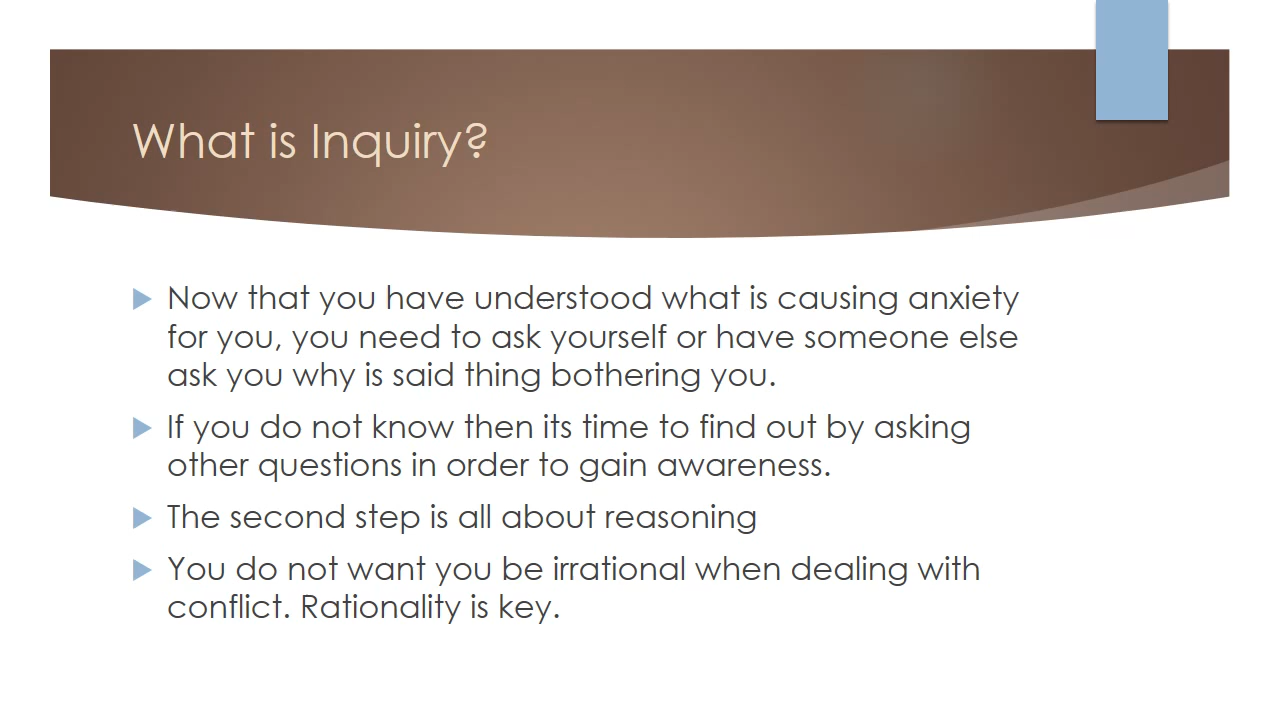 What is Inquiry?
Now that you have understood what is causing anxiety
for you, you need to ask yourself or have someone else
ask you why is said thing bothering you.
If you do not know then its time to find out by asking
other questions in order to gain awareness.
The second step is all about reasoning
You do not want you be irrational when dealing with
conflict. Rationality is key.